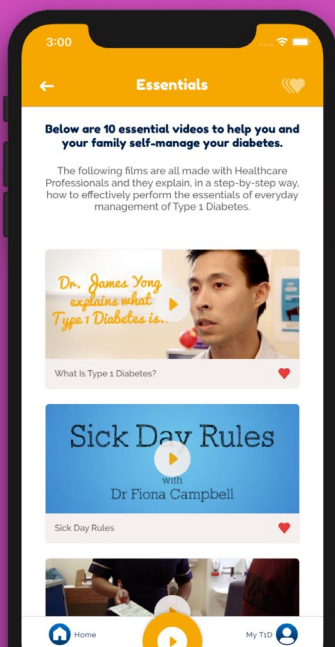 3:00
Essentials
Below are 10 essential videos to help you and
your family self-manage your diabetes.
The following films are all made with Healthcare
Professionals and they explain, in a step-by-step way,
how to effectively perform the essentials of everyday
management of Type 1 Diabetes.
Dr. James Yong
explains what
Type 1 Diabetes is...
What Is Type 1 Diabetes?
Sick Day Rules
with
Dr Fiona Campbell
Sick Day Rules
Home
My T1D